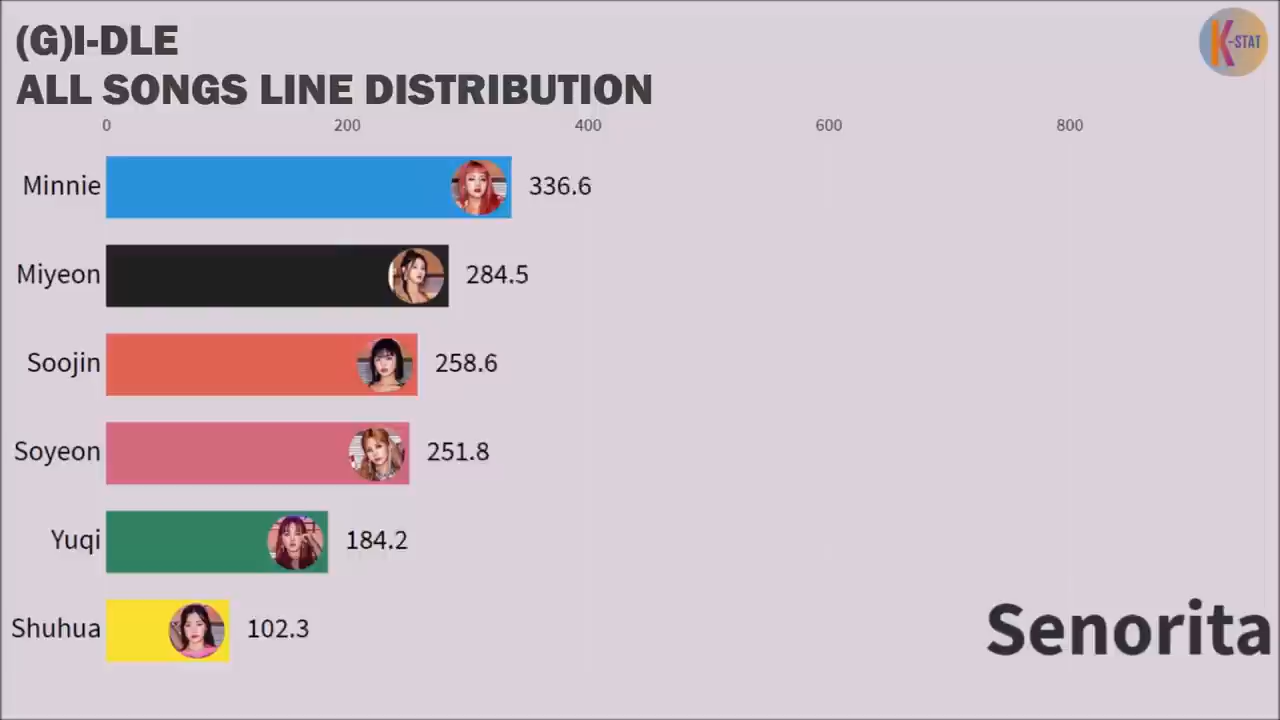 (G)I-DLE
K-STAT
ALL SONGS LINE DISTRIBUTION
0 200 400 600 800
Minnie 336.6
Miyeon 284.5
Soojin 258.6
Soyeon 251.8
Yuqi 184.2
Shuhua 102.3
Senorita